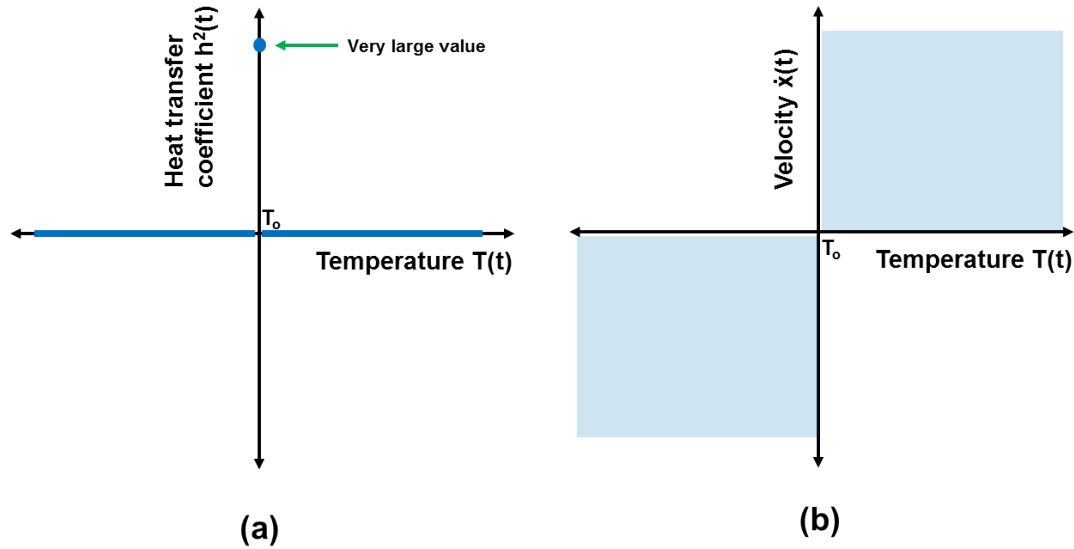 Heat transfer
coefficient h²(t)
Very large value
Tₒ
Temperature T(t)
(a)
Velocity ẋ(t)
Tₒ
Temperature T(t)
(b)